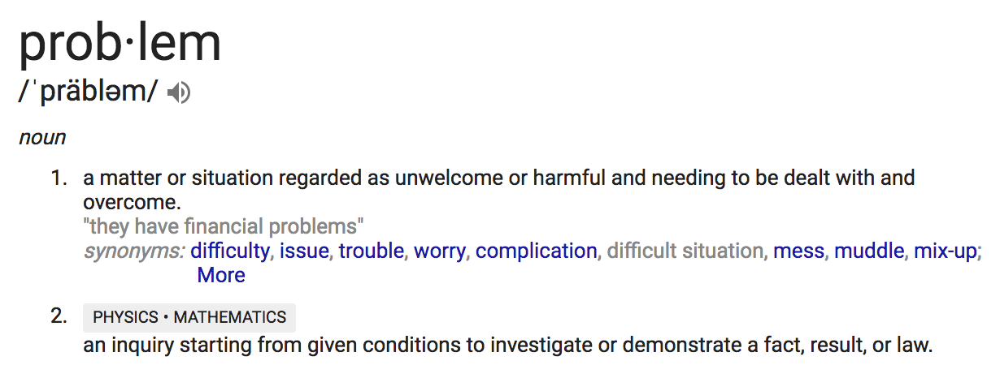 prob·lem
/ˈpräbləm/
noun
1. a matter or situation regarded as unwelcome or harmful and needing to be dealt with and
overcome.
"they have financial problems"
synonyms: difficulty, issue, trouble, worry, complication, difficult situation, mess, muddle, mix-up;
More
2. PHYSICS • MATHEMATICS
an inquiry starting from given conditions to investigate or demonstrate a fact, result, or law.